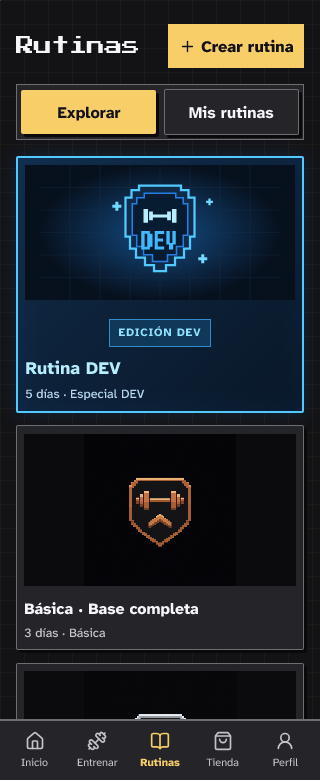 Rutinas
+ Crear rutina
Explorar
Mis rutinas
DEV
EDICIÓN DEV
Rutina DEV
5 días · Especial DEV
Básica · Base completa
3 días · Básica
Inicio
Entrenar
Rutinas
Tienda
Perfil